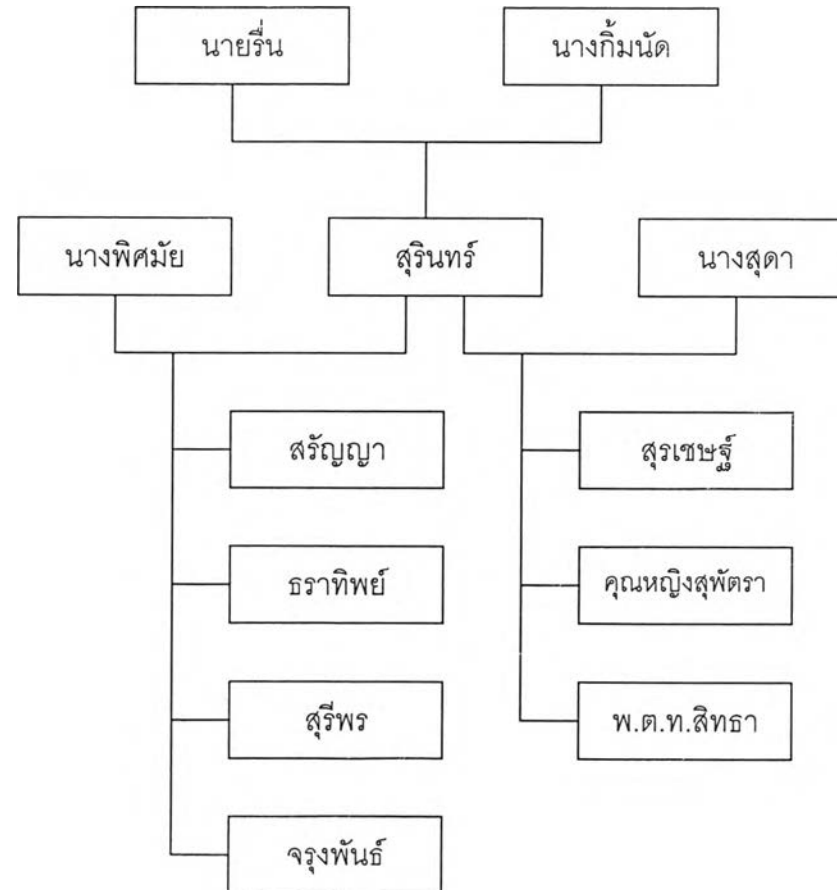 นายรื่น
นางกิ้มนัด
นางพิศมัย
สุรินทร์
นางสุดา
สรัญญา
สุรเชษฐ์
ธราทิพย์
คุณหญิงสุพัตรา
สุรีพร
พ.ต.ท.สิทธา
จรุงพันธ์